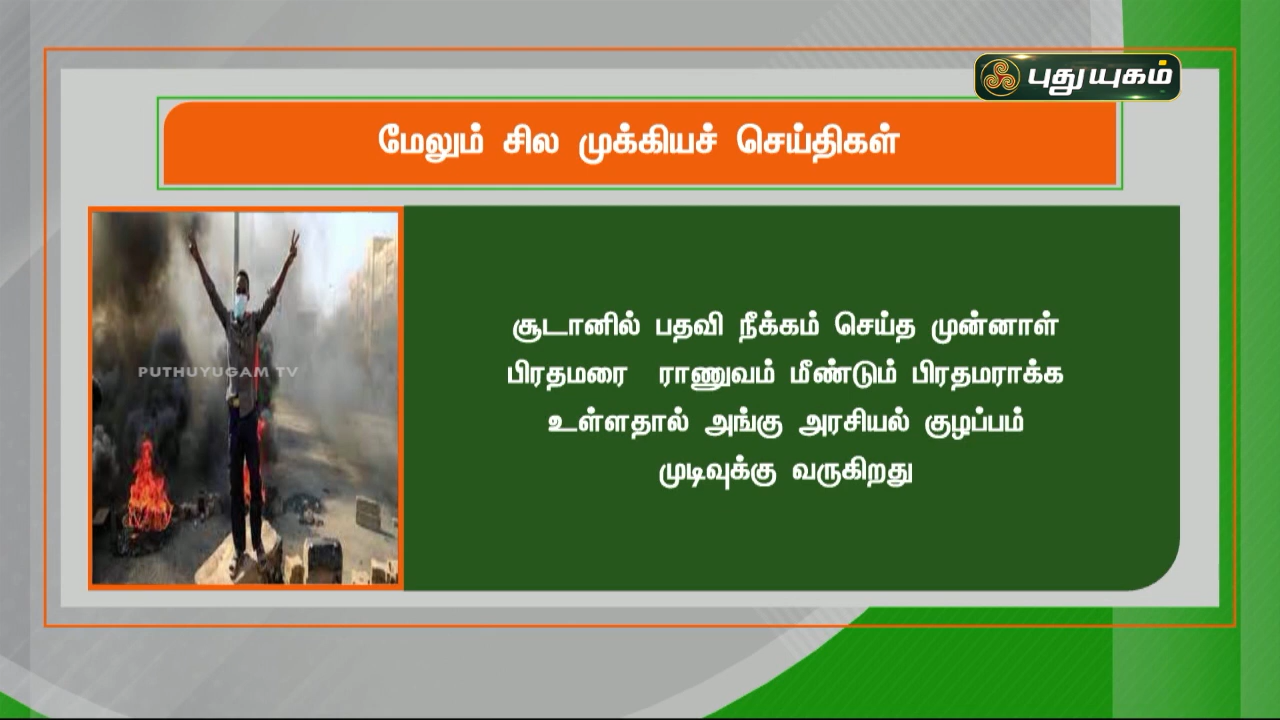 புதுயுகம்
மேலும் சில முக்கியச் செய்திகள்
PUTHUYUGAM TV
சூடானில் பதவி நீக்கம் செய்த முன்னாள்
பிரதமரை ராணுவம் மீண்டும் பிரதமராக்க
உள்ளதால் அங்கு அரசியல் குழப்பம்
முடிவுக்கு வருகிறது